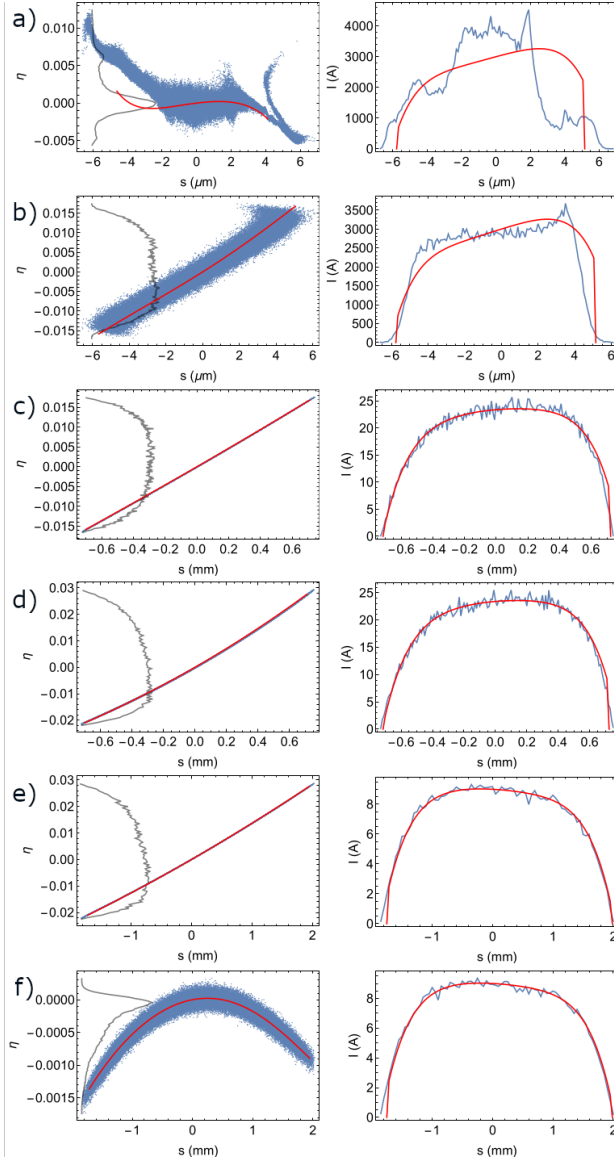 a)
η
0.010
0.005
0.000
−0.005
−6 −4 −2 0 2 4 6
s (μm)
I (A)
4000
3000
2000
1000
0
−6 −4 −2 0 2 4 6
s (μm)
b)
η
0.015
0.010
0.005
0.000
−0.005
−0.010
−0.015
−6 −4 −2 0 2 4 6
s (μm)
I (A)
3500
3000
2500
2000
1500
1000
500
0
−6 −4 −2 0 2 4 6
s (μm)
c)
η
0.015
0.010
0.005
0.000
−0.005
−0.010
−0.015
−0.6 −0.4 −0.2 0.0 0.2 0.4 0.6
s (mm)
I (A)
25
20
15
10
5
0
−0.6 −0.4 −0.2 0.0 0.2 0.4 0.6
s (mm)
d)
η
0.03
0.02
0.01
0.00
−0.01
−0.02
−0.6 −0.4 −0.2 0.0 0.2 0.4 0.6
s (mm)
I (A)
25
20
15
10
5
0
−0.6 −0.4 −0.2 0.0 0.2 0.4 0.6
s (mm)
e)
η
0.03
0.02
0.01
0.00
−0.01
−0.02
−1 0 1 2
s (mm)
I (A)
8
6
4
2
0
−1 0 1 2
s (mm)
f)
η
0.0000
−0.0005
−0.0010
−0.0015
−1 0 1 2
s (mm)
I (A)
8
6
4
2
0
−1 0 1 2
s (mm)